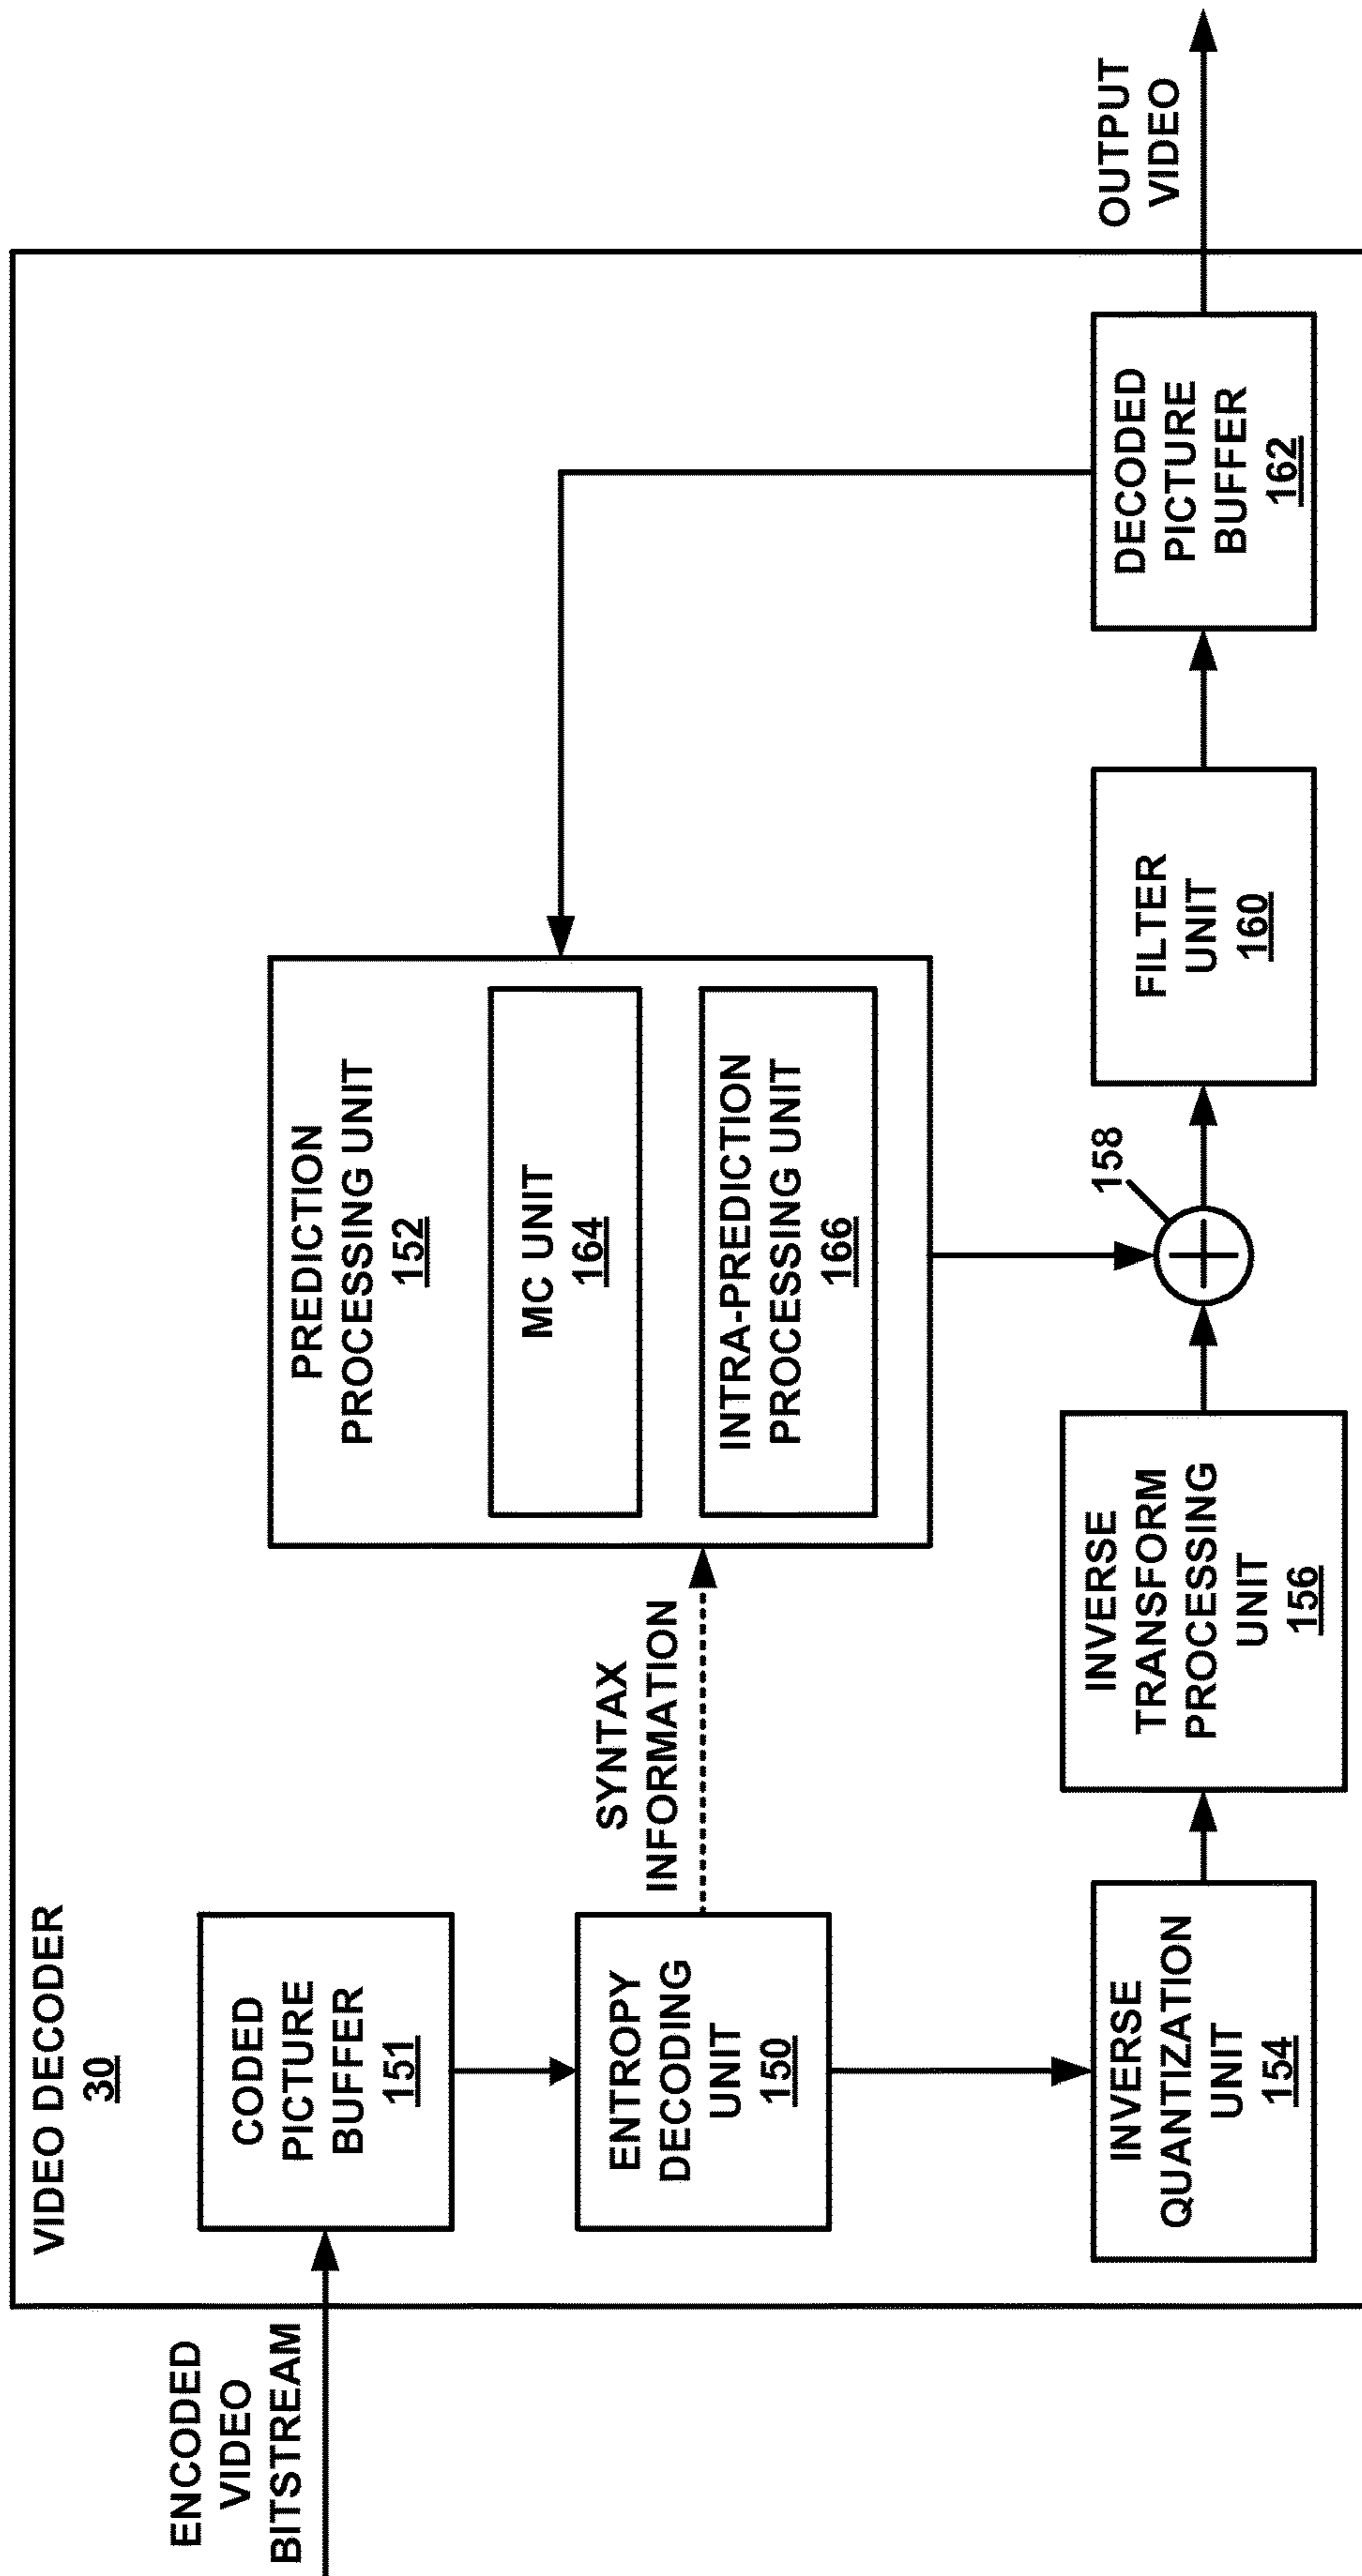 ENCODED
VIDEO
BITSTREAM
VIDEO DECODER
30
CODED
PICTURE
BUFFER
151
ENTROPY
DECODING
UNIT
150
SYNTAX
INFORMATION
PREDICTION
PROCESSING UNIT
152
MC UNIT
164
INTRA-PREDICTION
PROCESSING UNIT
166
INVERSE
QUANTIZATION
UNIT
154
INVERSE
TRANSFORM
PROCESSING
UNIT
156
158
FILTER
UNIT
160
DECODED
PICTURE
BUFFER
162
OUTPUT
VIDEO